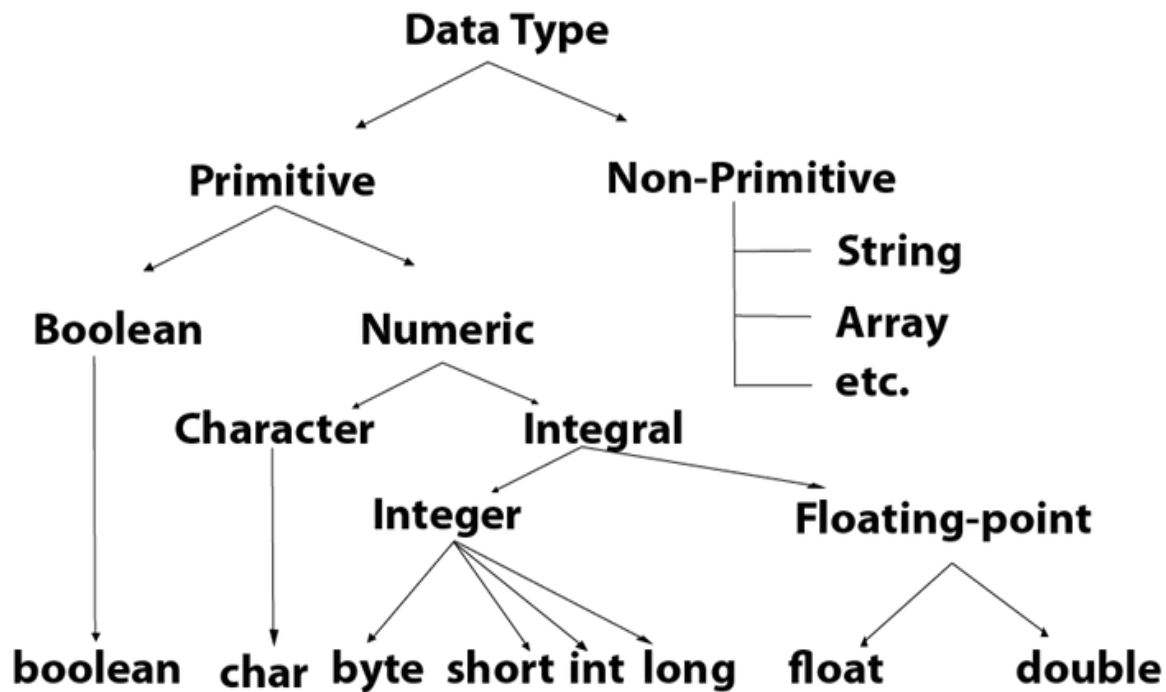 Data Type
Primitive
Non-Primitive
String
Boolean
Numeric
Array
etc.
Character
Integral
Integer
Floating-point
boolean
char
byte
short
int
long
float
double